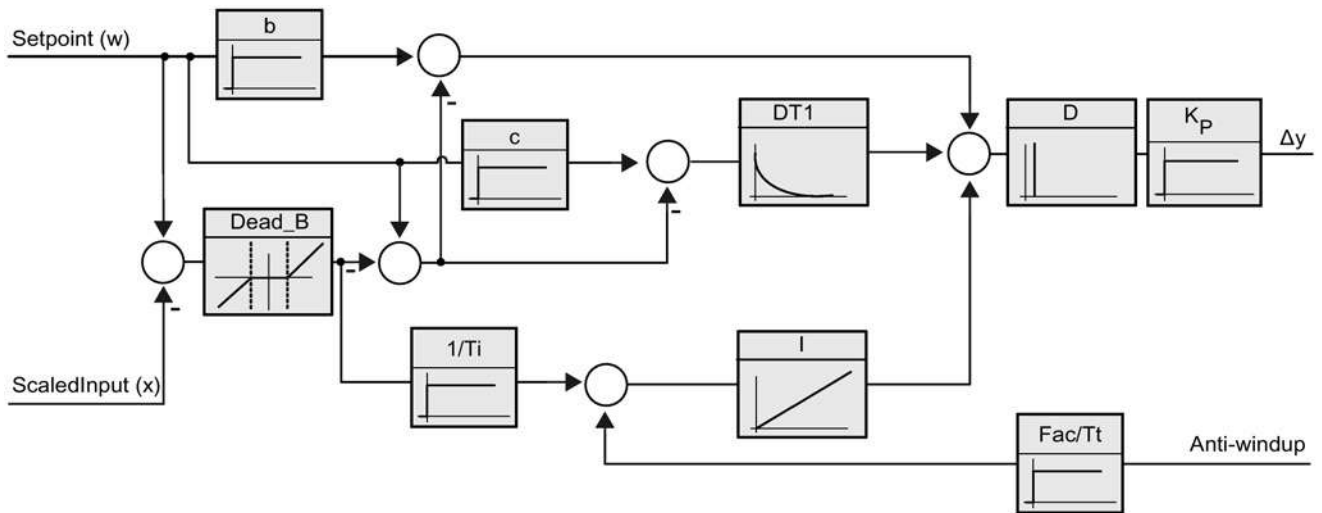 Setpoint (w)
b
-
c
DT1
D
K_P
Δy
-
Dead_B
-
-
1/Ti
I
ScaledInput (x)
Fac/Tt
Anti-windup